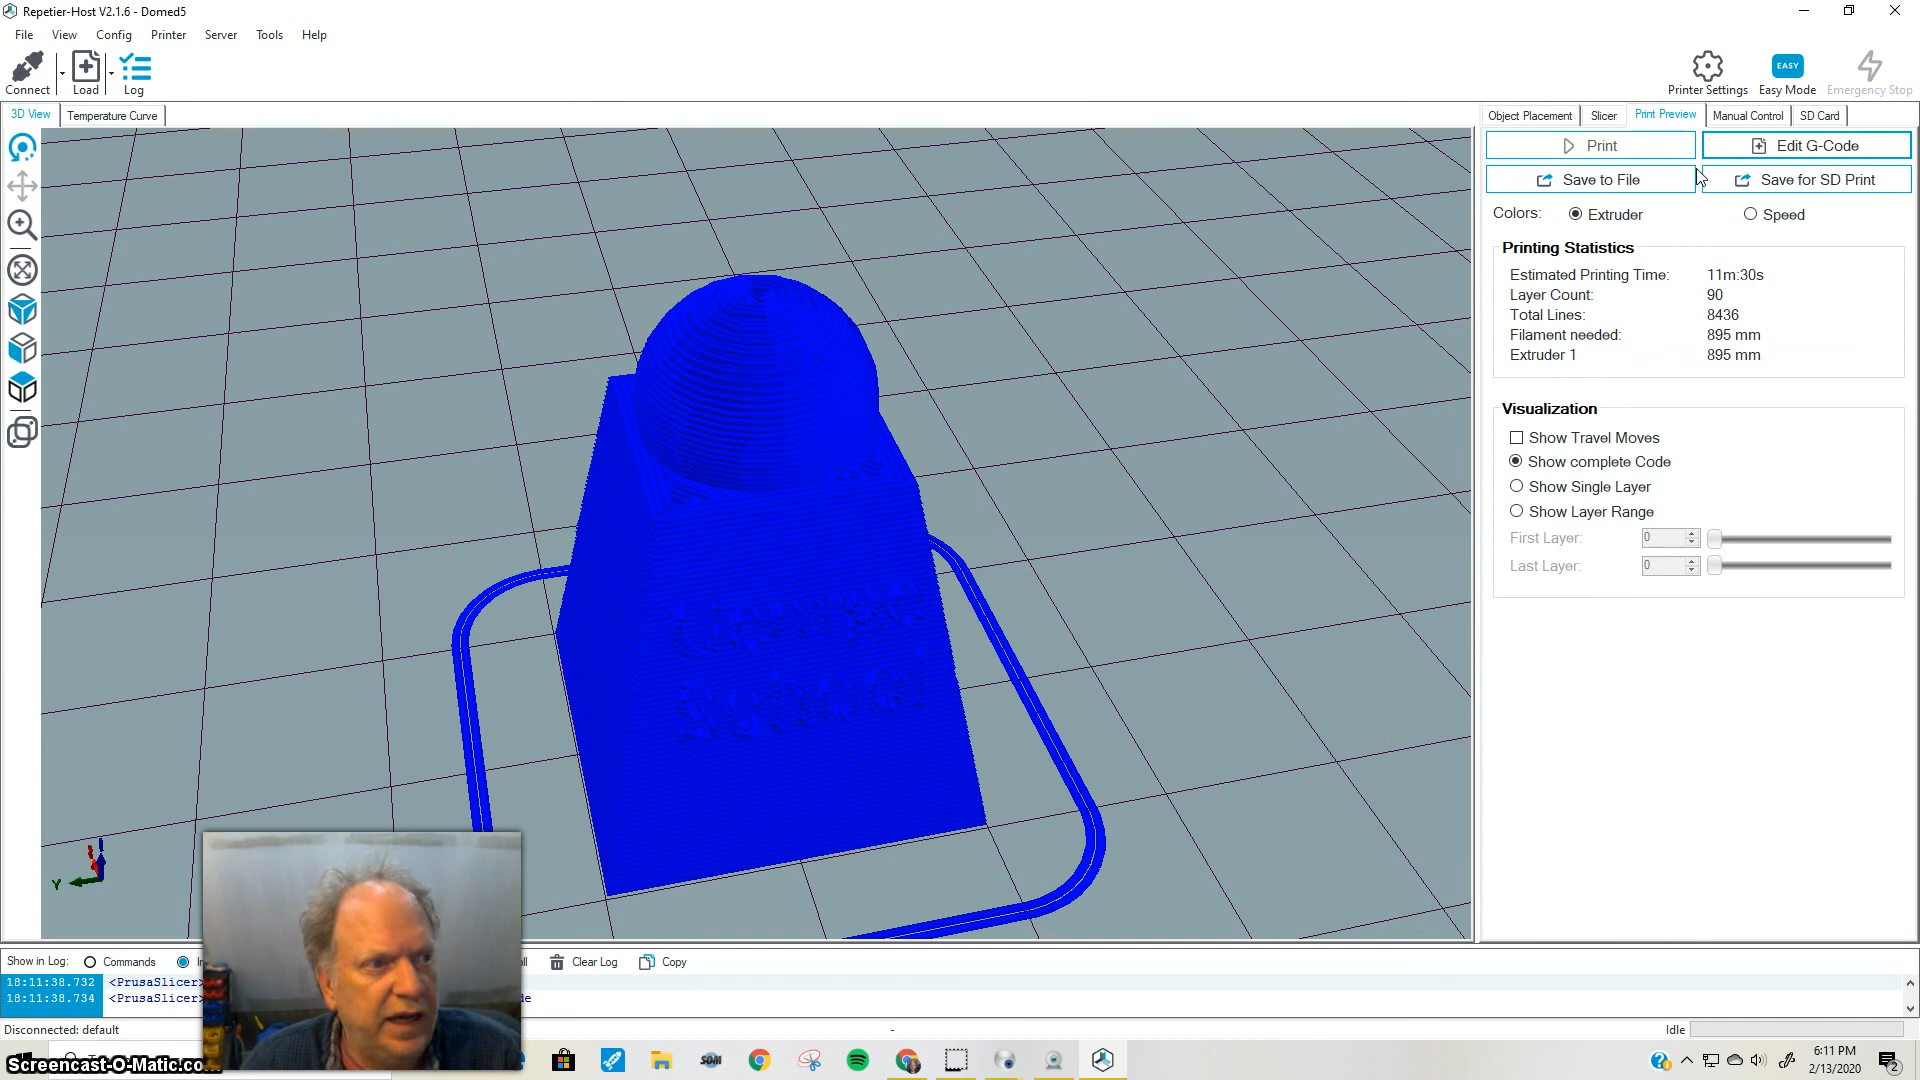 Repetier-Host V2.1.6 - Domed5
File View Config Printer Server Tools Help
Connect Load Log
Printer Settings EASY Easy Mode Emergency Stop
3D View Temperature Curve
Object Placement Slicer Print Preview Manual Control SD Card
Print
Edit G-Code
Save to File
Save for SD Print
Colors: Extruder Speed
Printing Statistics
Estimated Printing Time: 11m:30s
Layer Count: 90
Total Lines: 8436
Filament needed: 895 mm
Extruder 1 895 mm
Visualization
Show Travel Moves
Show complete Code
Show Single Layer
Show Layer Range
First Layer: 0
Last Layer: 0
School
Y
Show in Log: Commands Clear Log Copy
18:11:38.732 <PrusaSlicer>
18:11:38.734 <PrusaSlicer>
Disconnected: default - Idle
SOM
6:11 PM
2/13/2020
2
Screencast-O-Matic.co